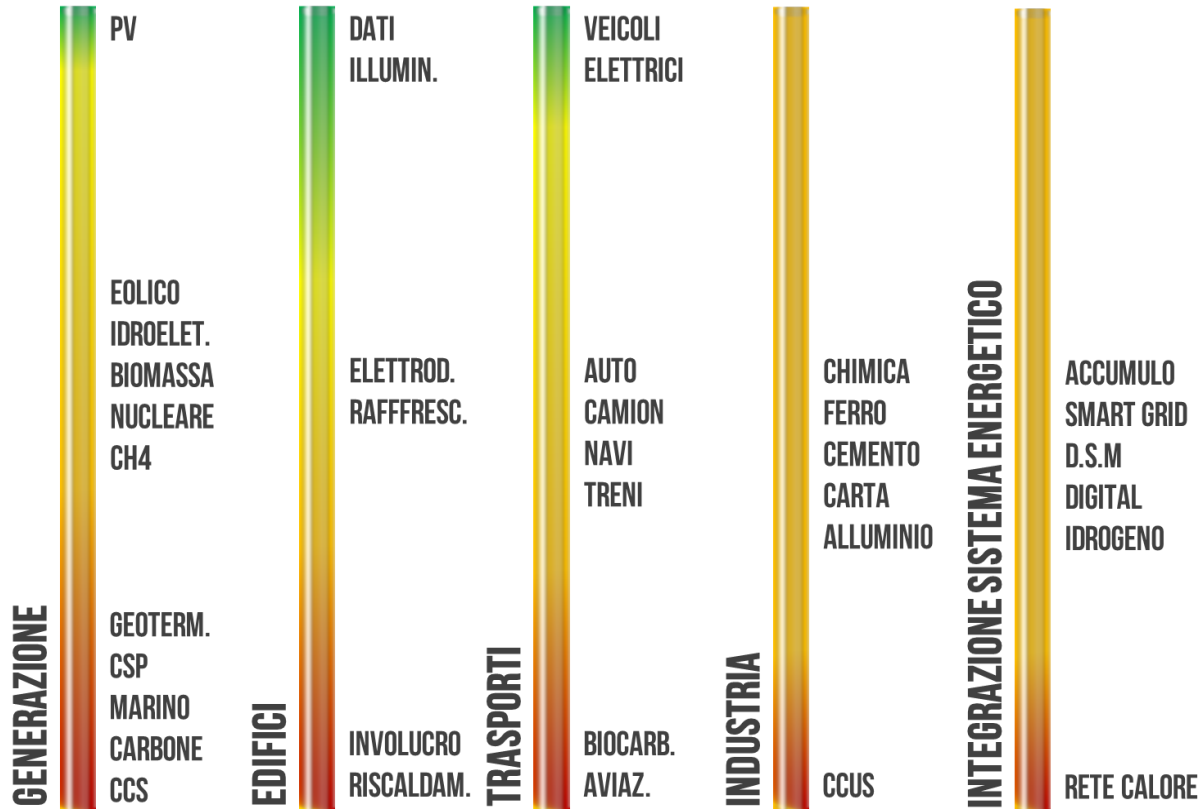 GENERAZIONE
PV
EOLICO
IDROELET.
BIOMASSA
NUCLEARE
CH4
GEOTERM.
CSP
MARINO
CARBONE
CCS
EDIFICI
DATI
ILLUMIN.
ELETTROD.
RAFFFRESC.
INVOLUCRO
RISCALDAM.
TRASPORTI
VEICOLI
ELETTRICI
AUTO
CAMION
NAVI
TRENI
BIOCARB.
AVIAZ.
INDUSTRIA
CHIMICA
FERRO
CEMENTO
CARTA
ALLUMINIO
CCUS
INTEGRAZIONE SISTEMA ENERGETICO
ACCUMULO
SMART GRID
D.S.M
DIGITAL
IDROGENO
RETE CALORE